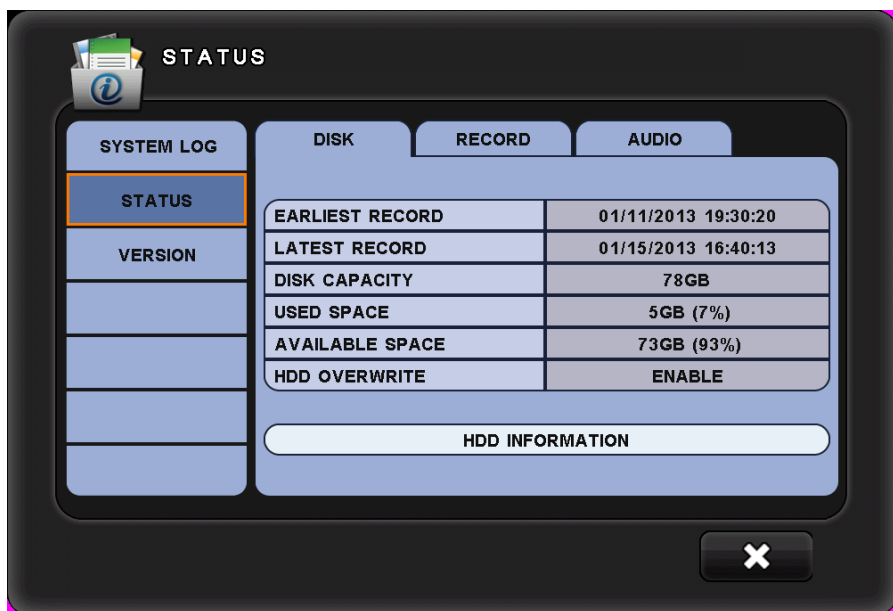 STATUS
SYSTEM LOG
STATUS
VERSION
DISK RECORD AUDIO
EARLIEST RECORD 01/11/2013 19:30:20
LATEST RECORD 01/15/2013 16:40:13
DISK CAPACITY 78GB
USED SPACE 5GB (7%)
AVAILABLE SPACE 73GB (93%)
HDD OVERWRITE ENABLE
HDD INFORMATION